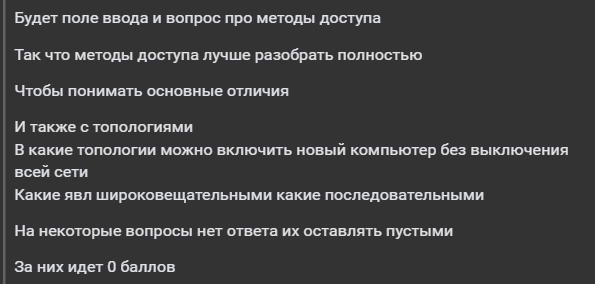 Будет поле ввода и вопрос про методы доступа
Так что методы доступа лучше разобрать полностью
Чтобы понимать основные отличия
И также с топологиями
В какие топологии можно включить новый компьютер без выключения
всей сети
Какие явл широковещательными какие последовательными
На некоторые вопросы нет ответа их оставлять пустыми
За них идет 0 баллов